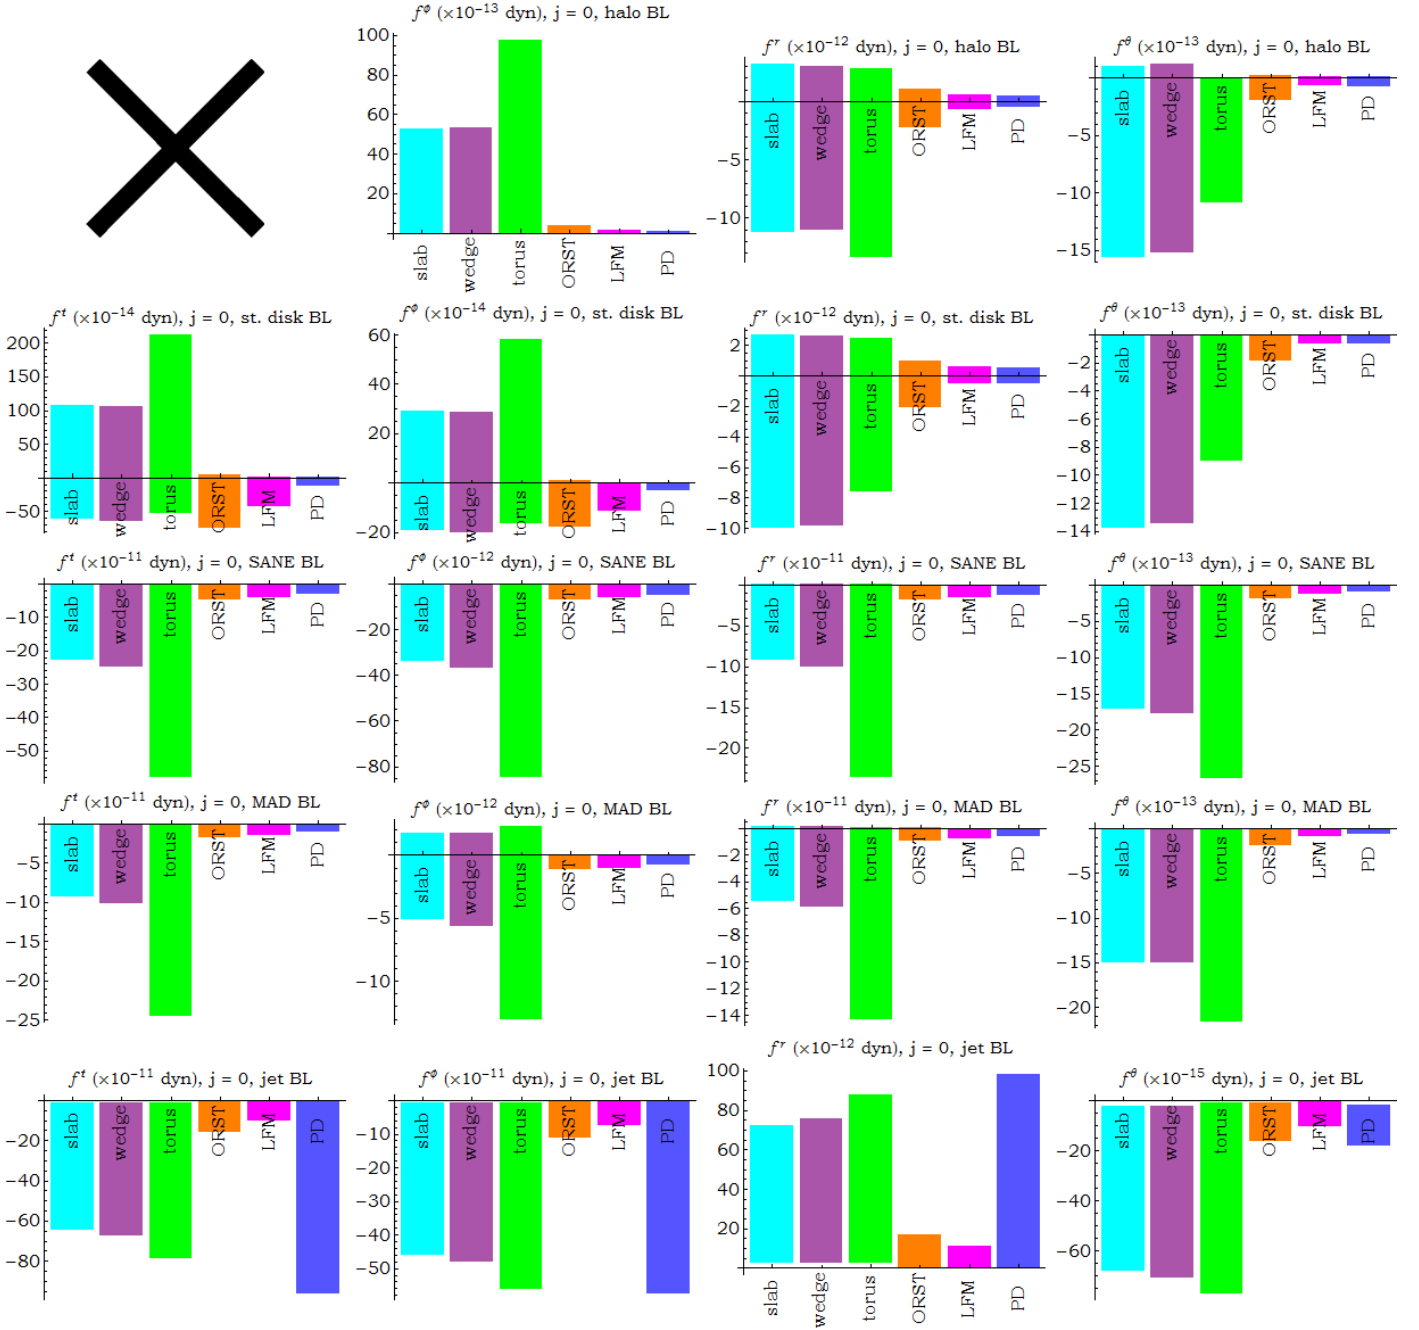 f^φ (×10^−13 dyn), j = 0, halo BL
100
80
60
40
20
slab wedge torus ORST LFM PD
f^r (×10^−12 dyn), j = 0, halo BL
slab wedge torus ORST LFM PD
−5
−10
f^θ (×10^−13 dyn), j = 0, halo BL
slab wedge torus ORST LFM PD
−5
−10
−15
f^t (×10^−14 dyn), j = 0, st. disk BL
200
150
100
50
−50
slab wedge torus ORST LFM PD
f^φ (×10^−14 dyn), j = 0, st. disk BL
60
40
20
−20
slab wedge torus ORST LFM PD
f^r (×10^−12 dyn), j = 0, st. disk BL
2
−2
−4
−6
−8
−10
slab wedge torus ORST LFM PD
f^θ (×10^−13 dyn), j = 0, st. disk BL
slab wedge torus ORST LFM PD
−2
−4
−6
−8
−10
−12
−14
f^t (×10^−11 dyn), j = 0, SANE BL
slab wedge torus ORST LFM PD
−10
−20
−30
−40
−50
f^φ (×10^−12 dyn), j = 0, SANE BL
slab wedge torus ORST LFM PD
−20
−40
−60
−80
f^r (×10^−11 dyn), j = 0, SANE BL
slab wedge torus ORST LFM PD
−5
−10
−15
−20
f^θ (×10^−13 dyn), j = 0, SANE BL
slab wedge torus ORST LFM PD
−5
−10
−15
−20
−25
f^t (×10^−11 dyn), j = 0, MAD BL
slab wedge torus ORST LFM PD
−5
−10
−15
−20
−25
f^φ (×10^−12 dyn), j = 0, MAD BL
slab wedge torus ORST LFM PD
−5
−10
f^r (×10^−11 dyn), j = 0, MAD BL
slab wedge torus ORST LFM PD
−2
−4
−6
−8
−10
−12
−14
f^θ (×10^−13 dyn), j = 0, MAD BL
slab wedge torus ORST LFM PD
−5
−10
−15
−20
f^t (×10^−11 dyn), j = 0, jet BL
slab wedge torus ORST LFM PD
−20
−40
−60
−80
f^φ (×10^−11 dyn), j = 0, jet BL
slab wedge torus ORST LFM PD
−10
−20
−30
−40
−50
f^r (×10^−12 dyn), j = 0, jet BL
100
80
60
40
20
slab wedge torus ORST LFM PD
f^θ (×10^−15 dyn), j = 0, jet BL
slab wedge torus ORST LFM PD
−20
−40
−60